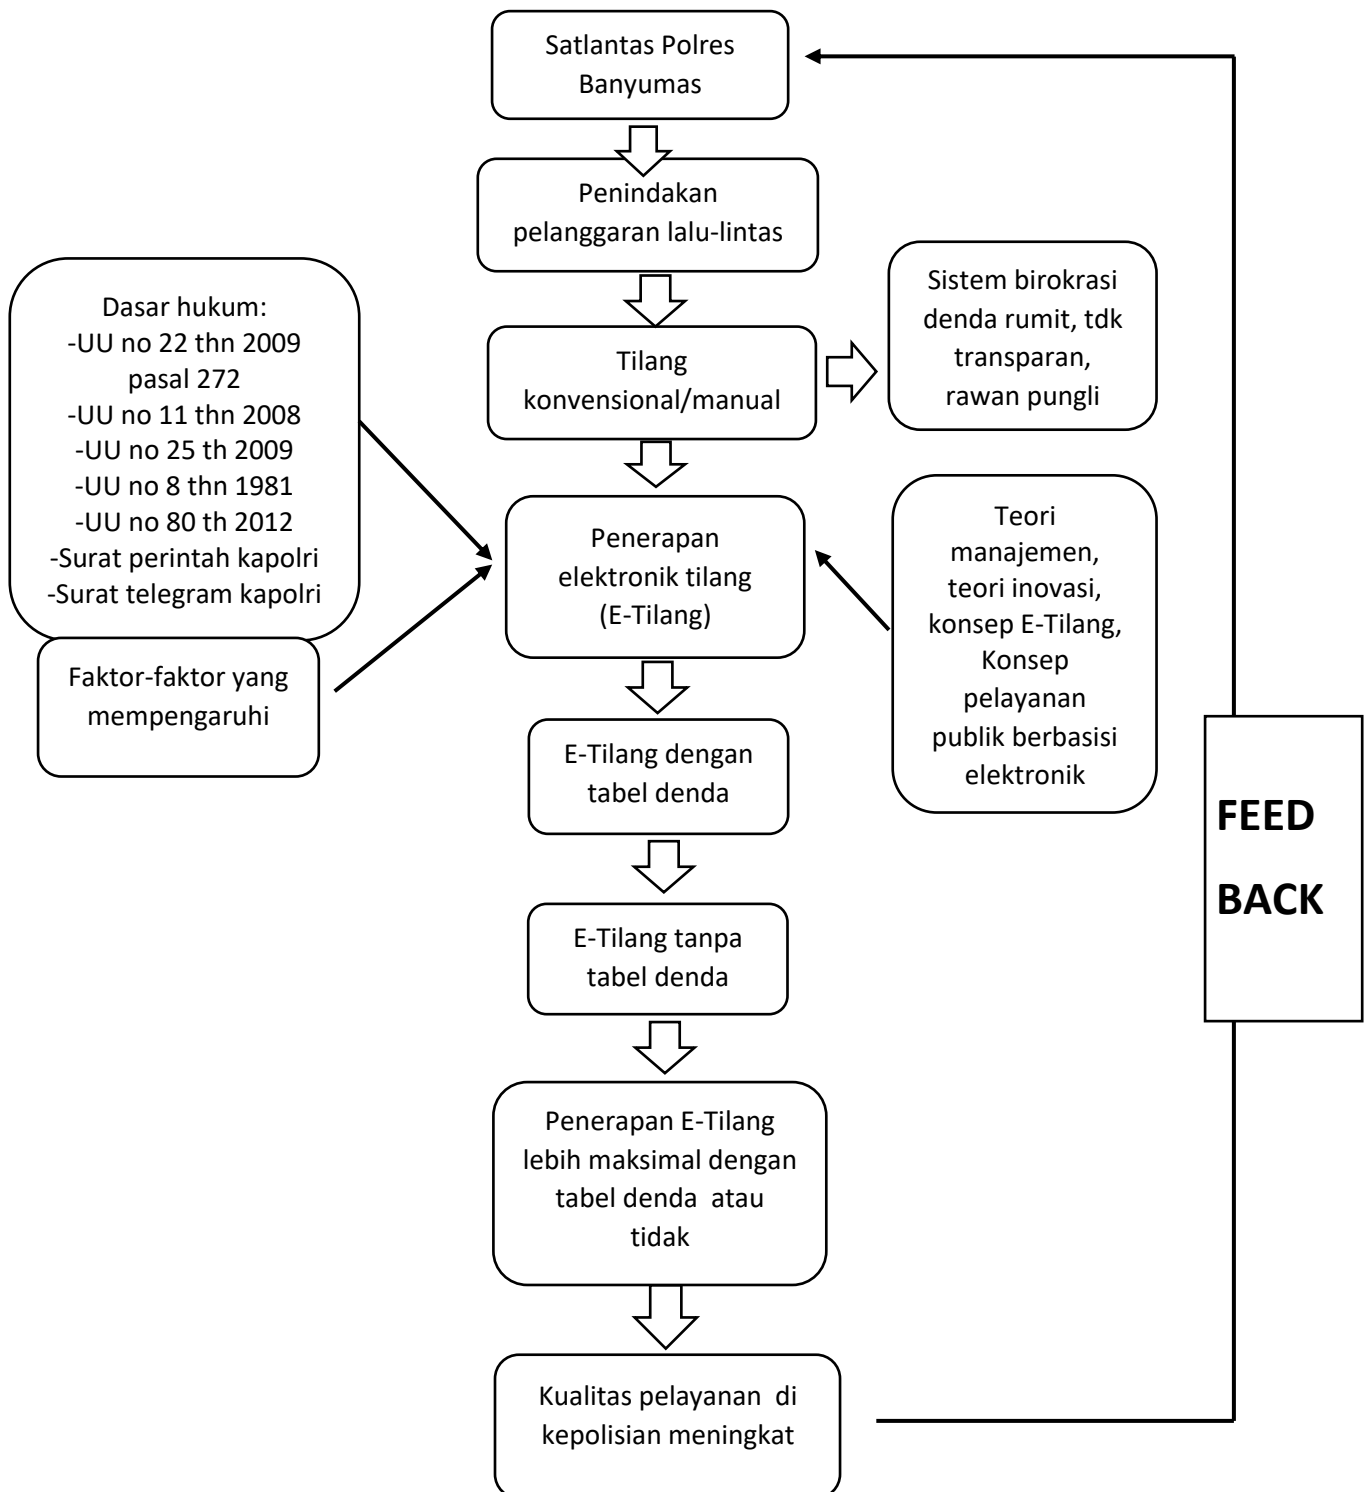 Satlantas Polres
Banyumas
Penindakan
pelanggaran lalu-lintas
Sistem birokrasi
denda rumit, tdk
transparan,
rawan pungli
Dasar hukum:
-UU no 22 thn 2009
pasal 272
-UU no 11 thn 2008
-UU no 25 th 2009
-UU no 8 thn 1981
-UU no 80 th 2012
-Surat perintah kapolri
-Surat telegram kapolri
Tilang
konvensional/manual
Penerapan
elektronik tilang
(E-Tilang)
Teori
manajemen,
teori inovasi,
konsep E-Tilang,
Konsep
pelayanan
publik berbasisi
elektronik
Faktor-faktor yang
mempengaruhi
E-Tilang dengan
tabel denda
FEED
BACK
E-Tilang tanpa
tabel denda
Penerapan E-Tilang
lebih maksimal dengan
tabel denda  atau
tidak
Kualitas pelayanan  di
kepolisian meningkat